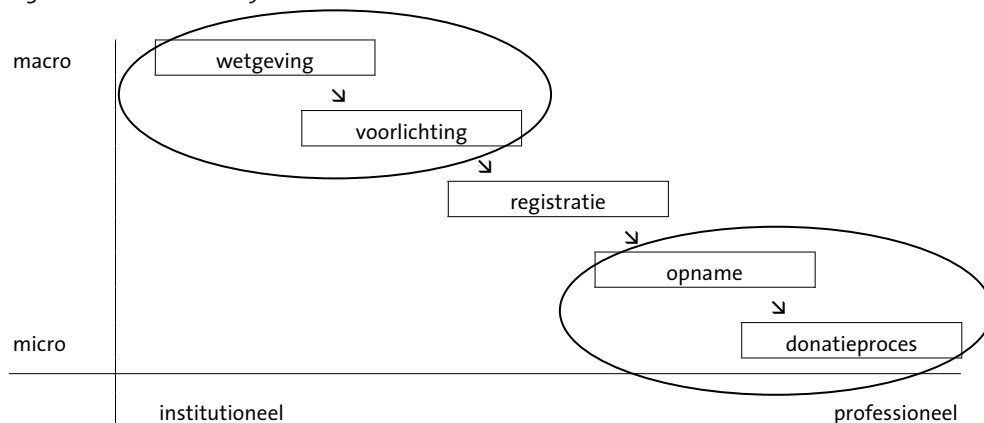 macro
wetgeving
voorlichting
registratie
opname
micro
donatieproces
institutioneel
professioneel